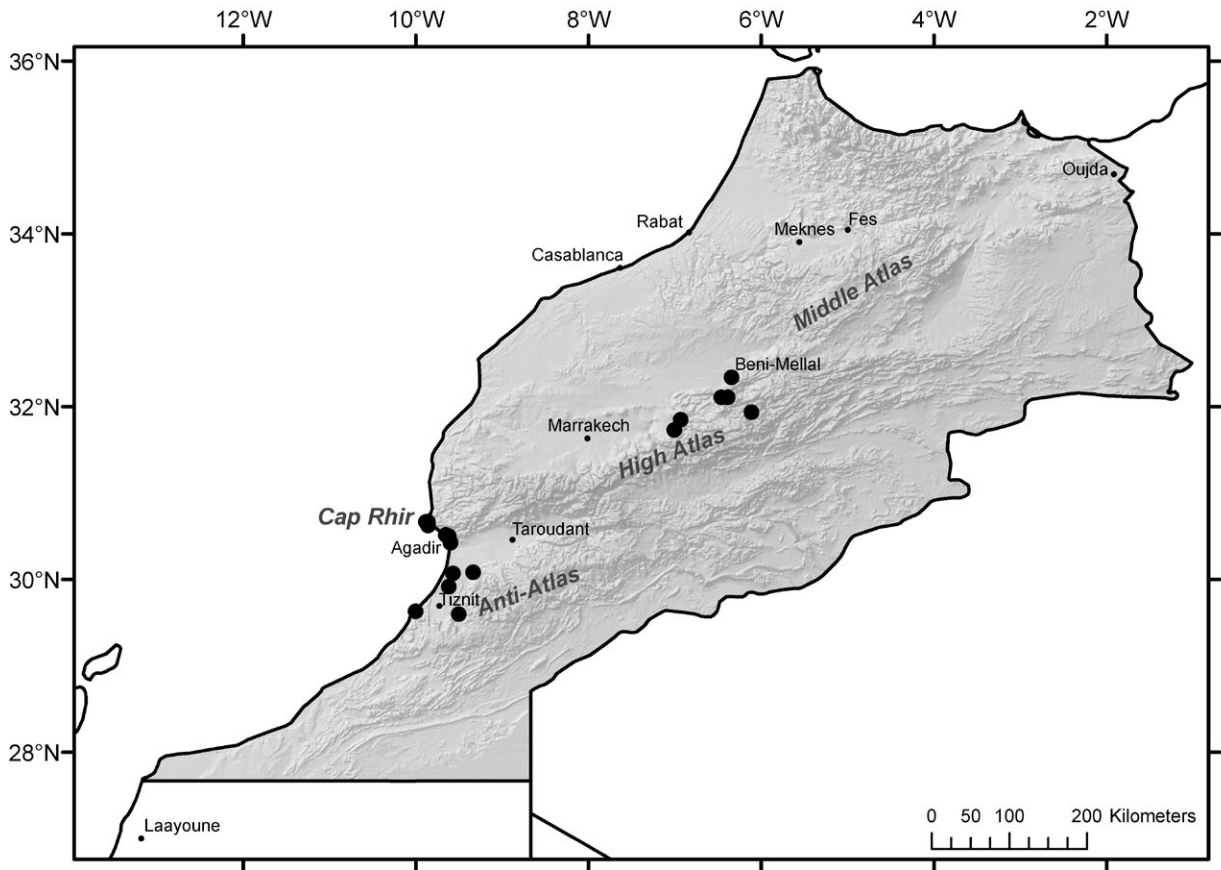 12°W 10°W 8°W 6°W 4°W 2°W
36°N
Oujda
34°N
Rabat
Meknes
Fes
Casablanca
Middle Atlas
Beni-Mellal
32°N
Marrakech
High Atlas
Cap Rhir
Taroudant
Agadir
30°N
Anti-Atlas
Tiznit
28°N
Laayoune
0 50 100 200 Kilometers